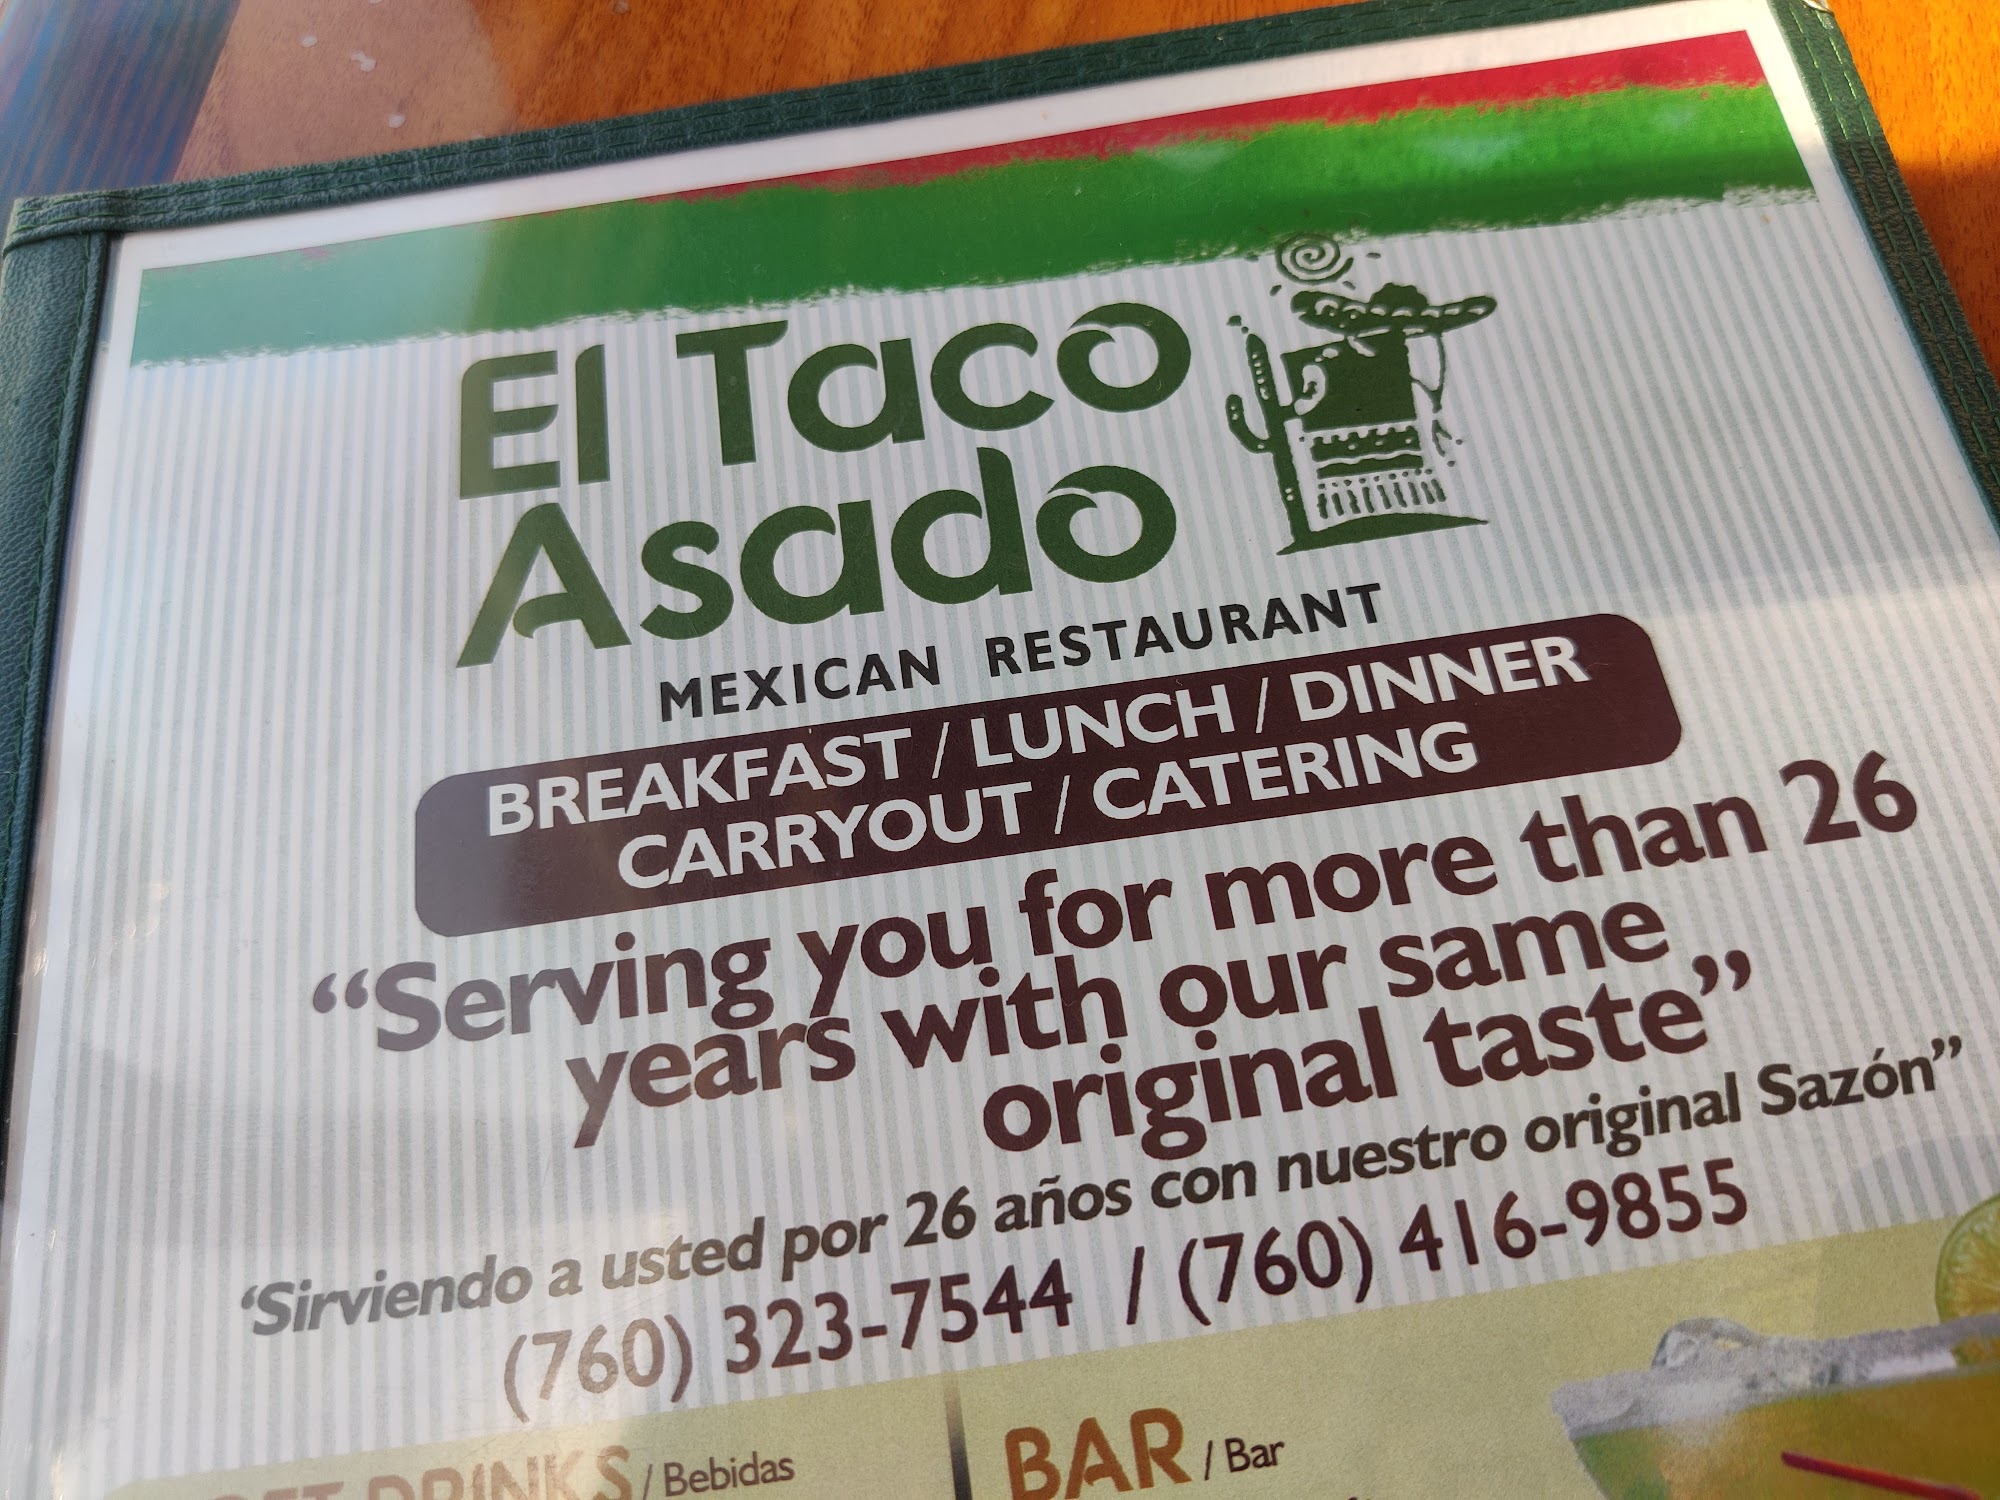 El Taco
Asado
MEXICAN RESTAURANT
BREAKFAST / LUNCH / DINNER
CARRYOUT / CATERING
“Serving you for more than 26
years with our same
original taste”
‘Sirviendo a usted por 26 años con nuestro original Sazón”
(760) 323-7544 / (760) 416-9855
DRINKS / Bebidas
BAR / Bar